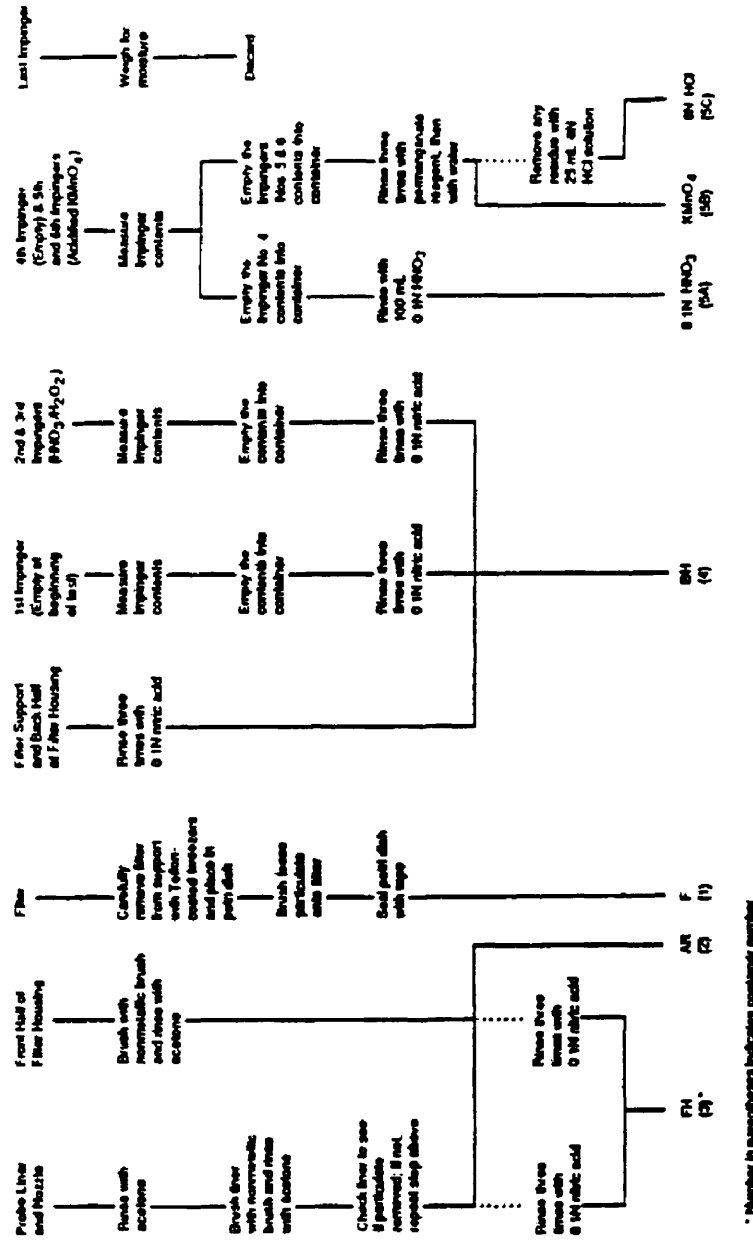 Probe Liner
and Nozzle
Rinse with
acetone
Brush liner
with nonmetallic
brush and rinse
with acetone
Check liner to see
if particulate
removed; if not,
repeat step above
Rinse three
times with
0.1N nitric acid
Front Half of
Filter Housing
Brush with
nonmetallic brush
and rinse with
acetone
Rinse three
times with
0.1N nitric acid
FH
(3)*
AR
(2)
Filter
Carefully
remove filter
from support
with Teflon-
coated tweezers
and place in
petri dish
Brush loose
particulate
onto filter
Seal petri dish
with tape
F
(1)
Filter Support
and Back Half
of Filter Housing
Rinse three
times with
0.1N nitric acid
1st Impinger
(Empty at
beginning
of test)
Measure
impinger
contents
Empty the
contents into
container
Rinse three
times with
0.1N nitric acid
2nd & 3rd
Impingers
(HNO3/H2O2)
Measure
impinger
contents
Empty the
contents into
container
Rinse three
times with
0.1N nitric acid
BH
(4)
4th Impinger
(Empty) & 5th
and 6th Impingers
(Acidified KMnO4)
Measure
impinger
contents
Empty the
Impinger No. 4
contents into
container
Rinse with
100 mL
0.1N HNO3
0.1N HNO3
(5A)
Empty the
Impingers
Nos. 5 & 6
contents into
container
Rinse three
times with
permanganate
reagent, then
with water
Remove any
residue with
25 mL 8N
HCl solution
KMnO4
(5B)
8N HCl
(5C)
Last Impinger
Weigh for
moisture
Discard
* Number in parentheses indicates container number